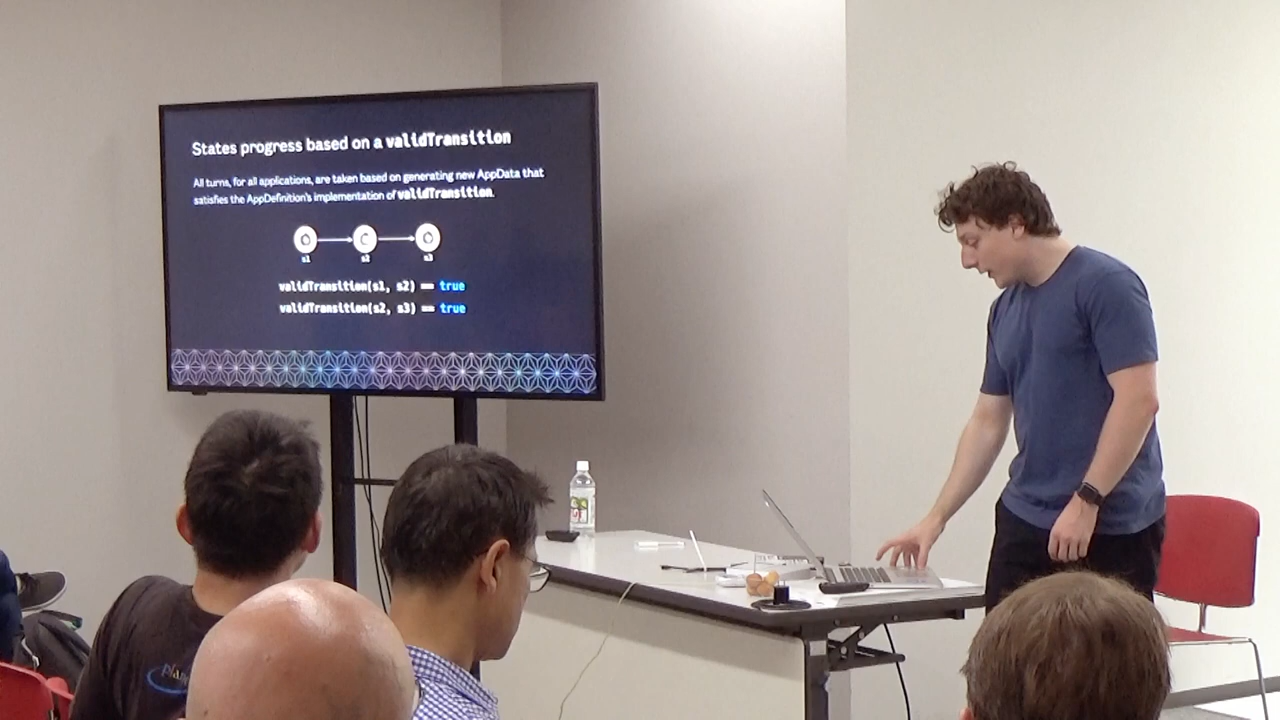 States progress based on a validTransition
All turns, for all applications, are taken based on generating new AppData that
satisfies the AppDefinition's implementation of validTransition.
s1 s2 s3
validTransition(s1, s2) == true
validTransition(s2, s3) == true